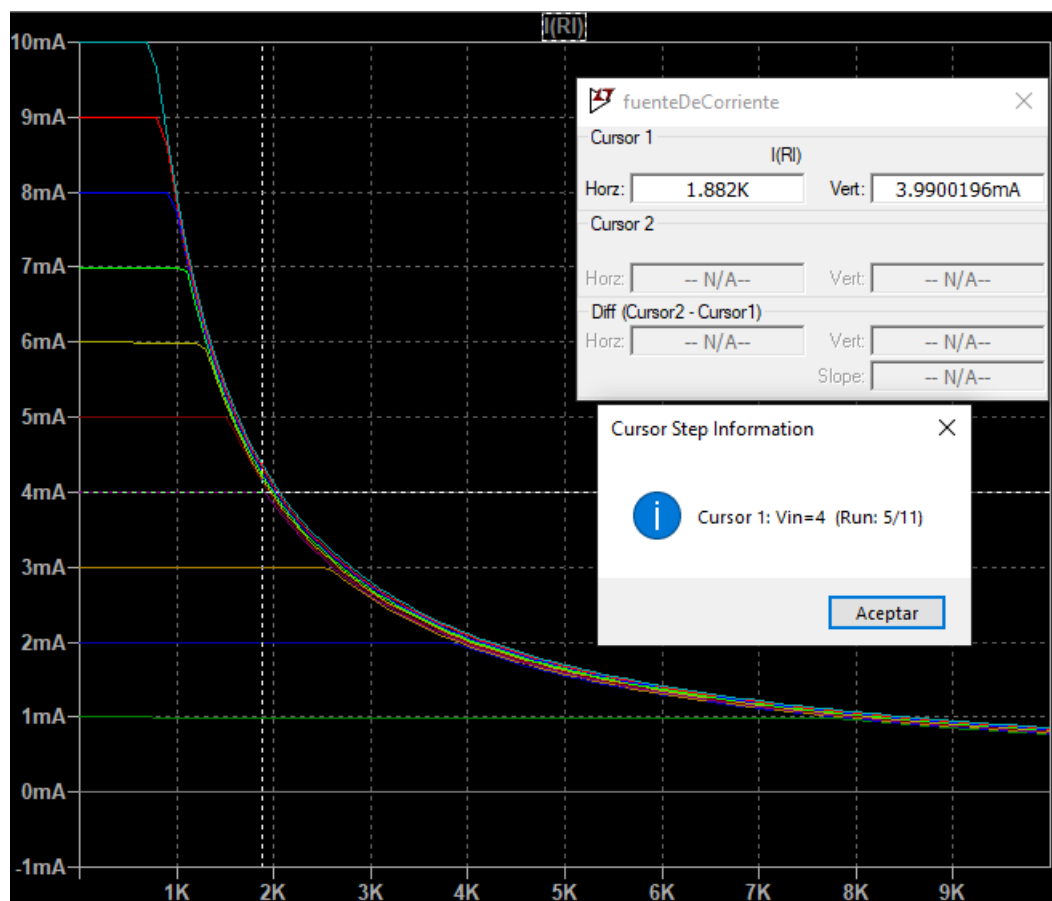 I(RI)
10mA
9mA
8mA
7mA
6mA
5mA
4mA
3mA
2mA
1mA
0mA
-1mA
1K 2K 3K 4K 5K 6K 7K 8K 9K
fuenteDeCorriente
Cursor 1
I(RI)
Horz: 1.882K Vert: 3.9900196mA
Cursor 2
Horz: -- N/A-- Vert: -- N/A--
Diff (Cursor2 - Cursor1)
Horz: -- N/A-- Vert: -- N/A--
Slope: -- N/A--
Cursor Step Information
Cursor 1: Vin=4 (Run: 5/11)
Aceptar